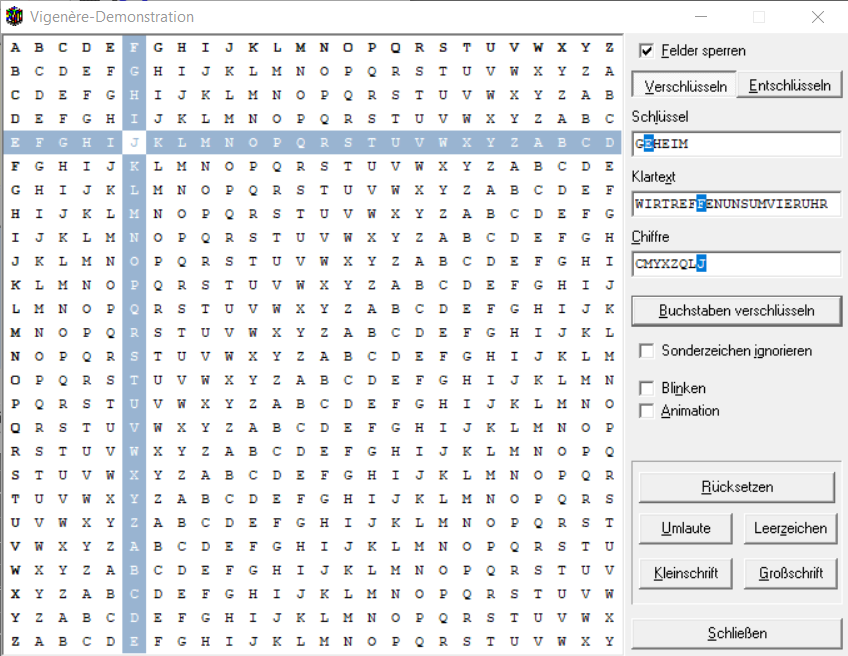 Vigenère-Demonstration
A B C D E F G H I J K L M N O P Q R S T U V W X Y Z
B C D E F G H I J K L M N O P Q R S T U V W X Y Z A
C D E F G H I J K L M N O P Q R S T U V W X Y Z A B
D E F G H I J K L M N O P Q R S T U V W X Y Z A B C
E F G H I J K L M N O P Q R S T U V W X Y Z A B C D
F G H I J K L M N O P Q R S T U V W X Y Z A B C D E
G H I J K L M N O P Q R S T U V W X Y Z A B C D E F
H I J K L M N O P Q R S T U V W X Y Z A B C D E F G
I J K L M N O P Q R S T U V W X Y Z A B C D E F G H
J K L M N O P Q R S T U V W X Y Z A B C D E F G H I
K L M N O P Q R S T U V W X Y Z A B C D E F G H I J
L M N O P Q R S T U V W X Y Z A B C D E F G H I J K
M N O P Q R S T U V W X Y Z A B C D E F G H I J K L
N O P Q R S T U V W X Y Z A B C D E F G H I J K L M
O P Q R S T U V W X Y Z A B C D E F G H I J K L M N
P Q R S T U V W X Y Z A B C D E F G H I J K L M N O
Q R S T U V W X Y Z A B C D E F G H I J K L M N O P
R S T U V W X Y Z A B C D E F G H I J K L M N O P Q
S T U V W X Y Z A B C D E F G H I J K L M N O P Q R
T U V W X Y Z A B C D E F G H I J K L M N O P Q R S
U V W X Y Z A B C D E F G H I J K L M N O P Q R S T
V W X Y Z A B C D E F G H I J K L M N O P Q R S T U
W X Y Z A B C D E F G H I J K L M N O P Q R S T U V
X Y Z A B C D E F G H I J K L M N O P Q R S T U V W
Y Z A B C D E F G H I J K L M N O P Q R S T U V W X
Z A B C D E F G H I J K L M N O P Q R S T U V W X Y
Felder sperren
Verschlüsseln Entschlüsseln
Schlüssel
GEHEIM
Klartext
WIRTREFFENUNSUMVIERUHR
Chiffre
CMYXZQLJ
Buchstaben verschlüsseln
Sonderzeichen ignorieren
Blinken
Animation
Rücksetzen
Umlaute Leerzeichen
Kleinschrift Großschrift
Schließen